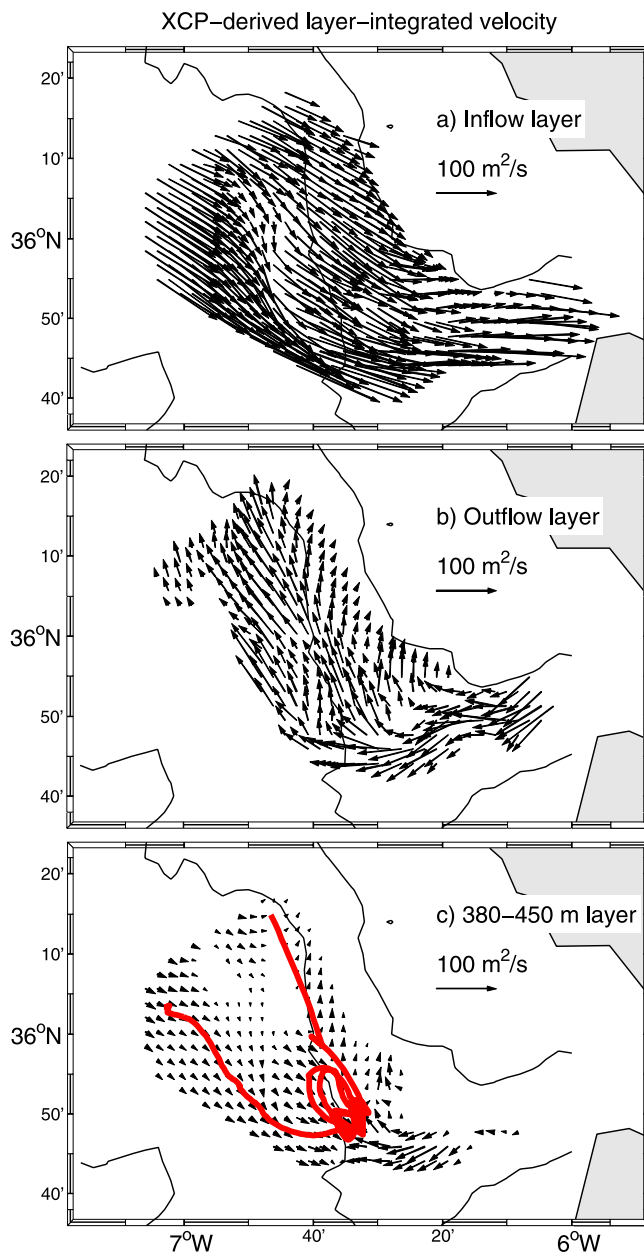 XCP−derived layer−integrated velocity
20'
a) Inflow layer
10'
100 m²/s
36°N
50'
40'
20'
b) Outflow layer
10'
100 m²/s
36°N
50'
40'
20'
c) 380−450 m layer
10'
100 m²/s
36°N
50'
40'
7°W 40' 20' 6°W